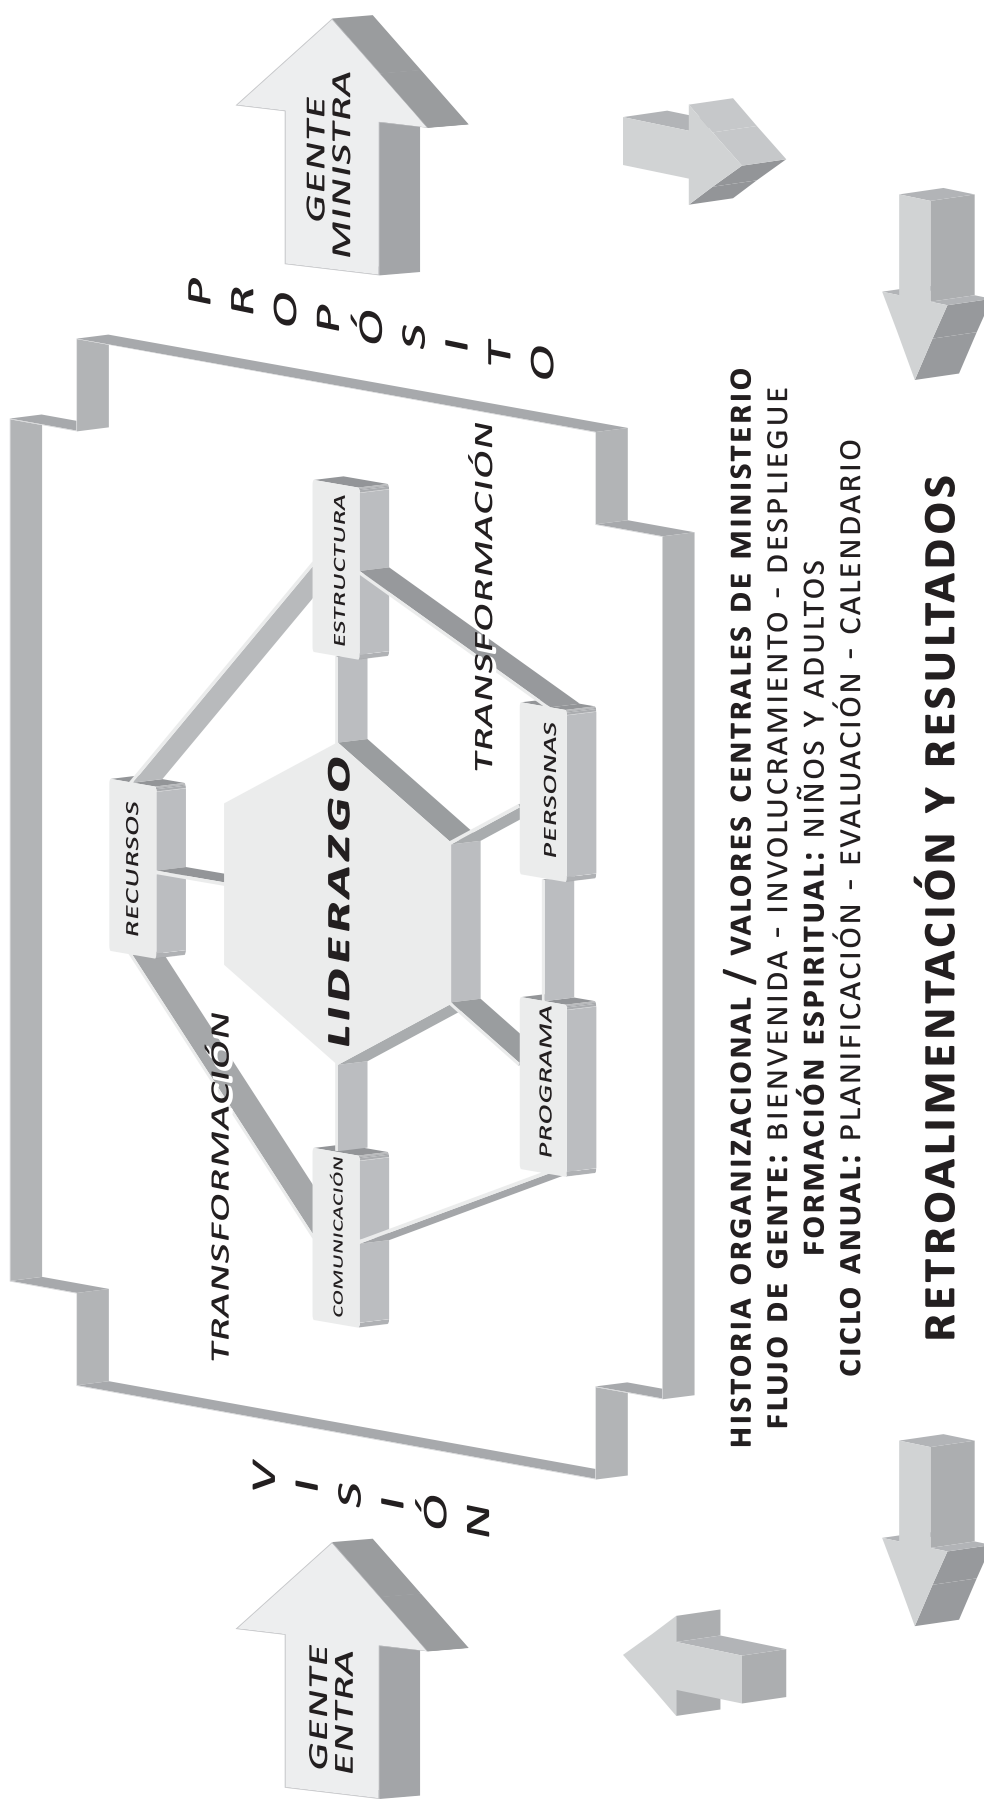 RECURSOS
TRANSFORMACIÓN
GENTE
ENTRA
VISIÓN
COMUNICACIÓN
LIDERAZGO
ESTRUCTURA
PROPÓSITO
GENTE
MINISTRA
TRANSFORMACIÓN
PROGRAMA
PERSONAS
HISTORIA ORGANIZACIONAL / VALORES CENTRALES DE MINISTERIO
FLUJO DE GENTE: BIENVENIDA - INVOLUCRAMIENTO - DESPLIEGUE
FORMACIÓN ESPIRITUAL: NIÑOS Y ADULTOS
CICLO ANUAL: PLANIFICACIÓN - EVALUACIÓN - CALENDARIO
RETROALIMENTACIÓN Y RESULTADOS